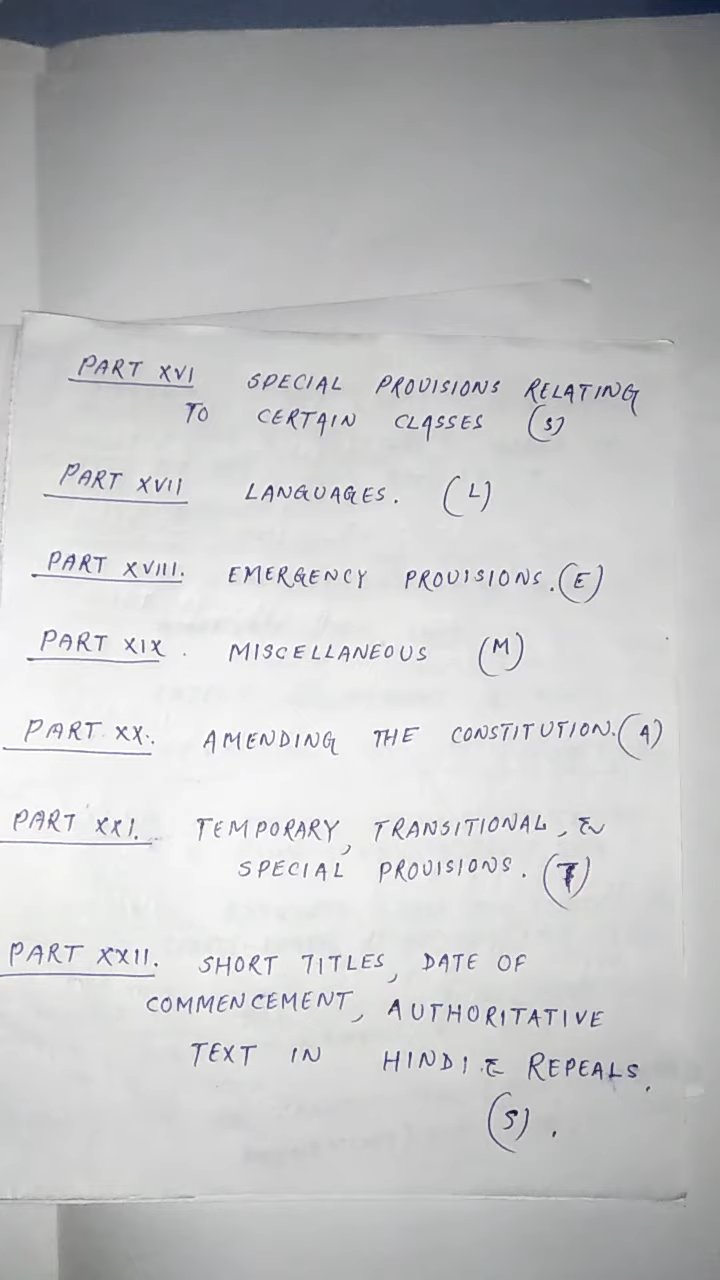 PART XVI SPECIAL PROVISIONS RELATING
TO CERTAIN CLASSES (S)
PART XVII LANGUAGES. (L)
PART XVIII. EMERGENCY PROVISIONS. (E)
PART XIX. MISCELLANEOUS (M)
PART XX. AMENDING THE CONSTITUTION. (A)
PART XXI. TEMPORARY, TRANSITIONAL, &
SPECIAL PROVISIONS. (T)
PART XXII. SHORT TITLES, DATE OF
COMMENCEMENT, AUTHORITATIVE
TEXT IN HINDI & REPEALS.
(S).